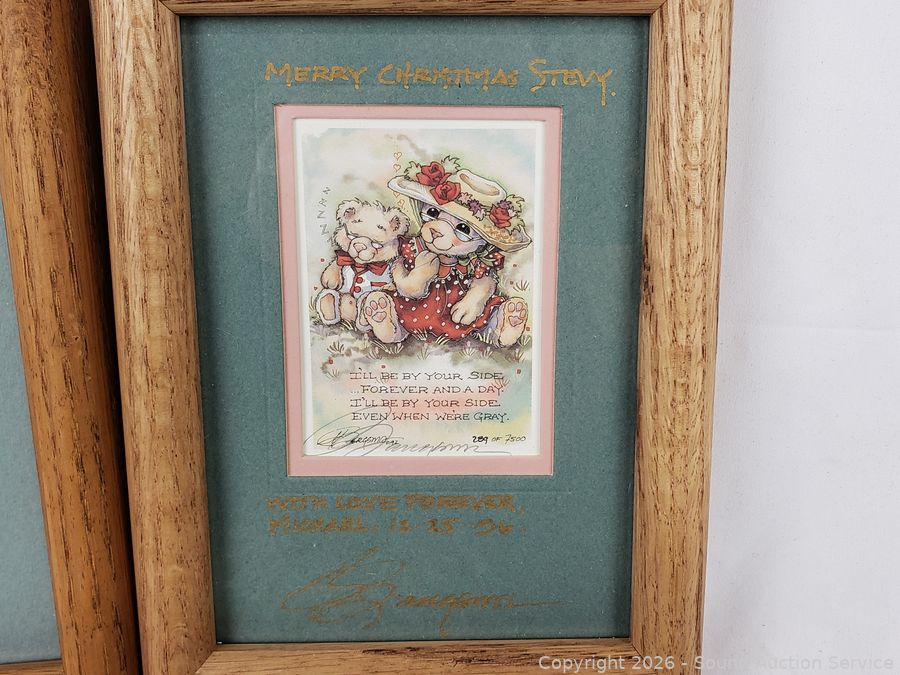 MERRY CHRISTMAS STEVY.
Z Z Z Z
I'LL BE BY YOUR SIDE
...FOREVER AND A DAY.
I'LL BE BY YOUR SIDE
EVEN WHEN WE'RE GRAY.
289 OF 7500
WITH LOVE FOREVER,
MICHAEL. 12-25-96.
Copyright 2026 - Sound Auction Service